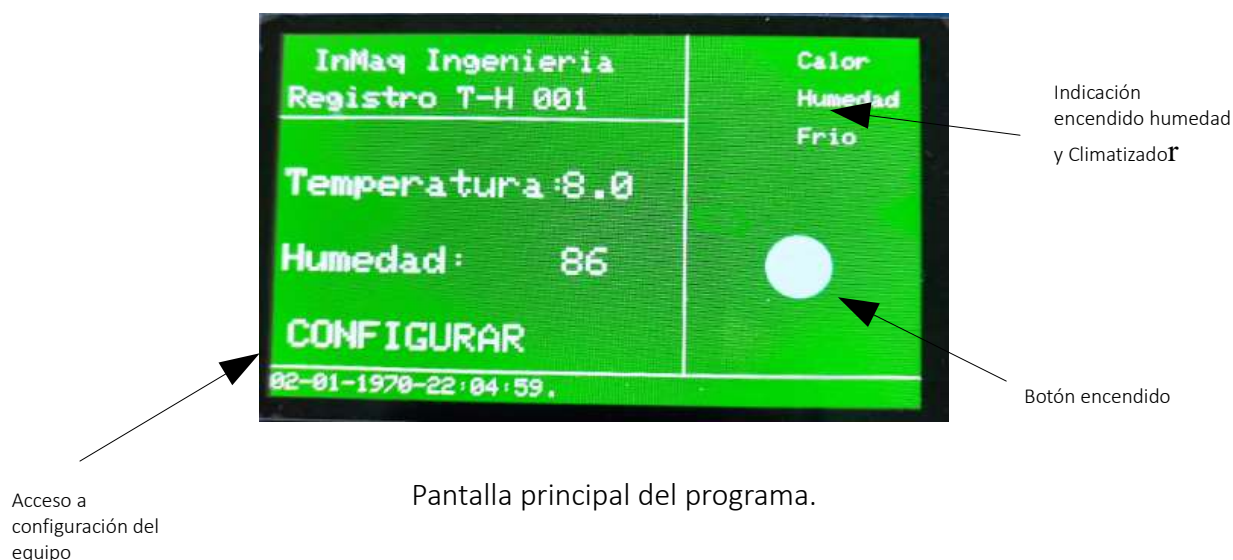 InMaq Ingenieria
Registro T-H 001
Temperatura:8.0
Humedad: 86
CONFIGURAR
02-01-1970-22:04:59.
Calor
Humedad
Frio
Indicación
encendido humedad
y Climatizador
Botón encendido
Acceso a
configuración del
equipo
Pantalla principal del programa.